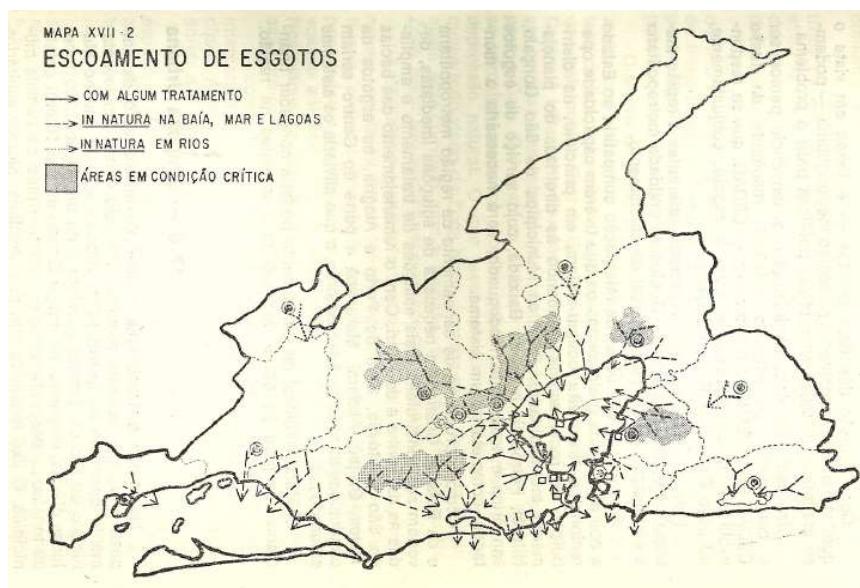 MAPA XVII-2
ESCOAMENTO DE ESGOTOS
COM ALGUM TRATAMENTO
IN NATURA NA BAÍA, MAR E LAGOAS
IN NATURA EM RIOS
ÁREAS EM CONDIÇÃO CRÍTICA